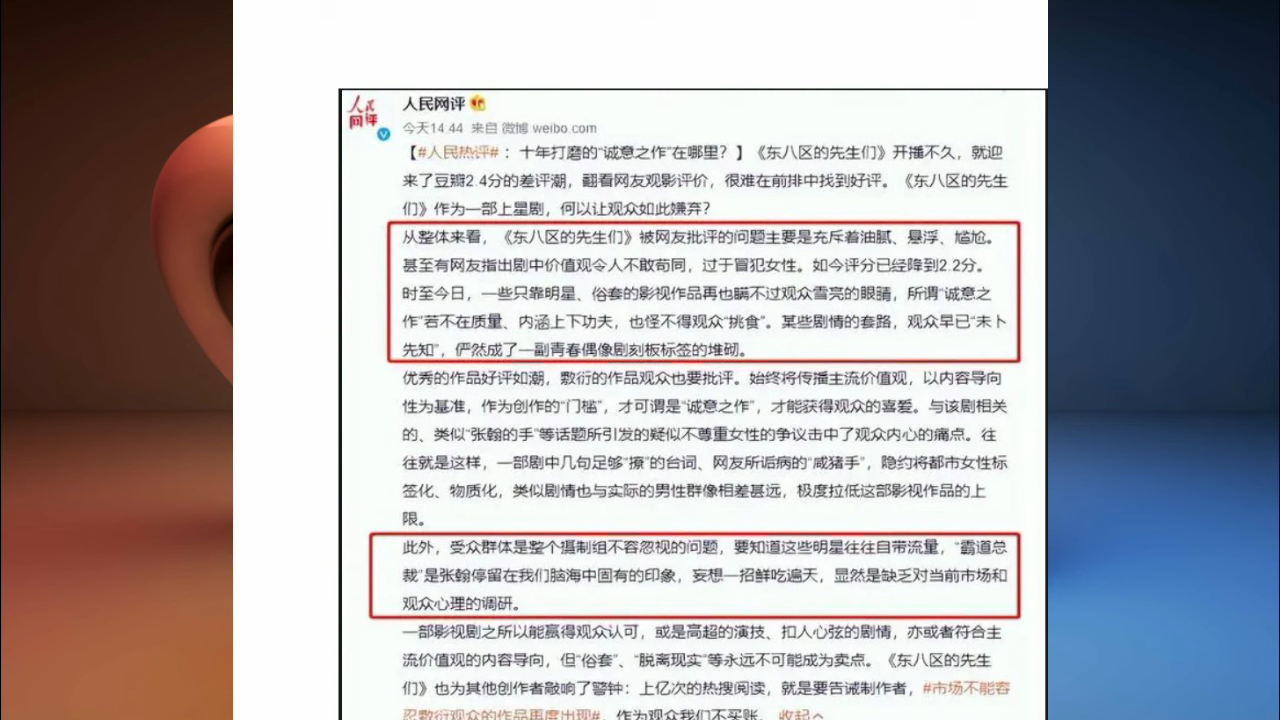 人民
网评
人民网评
今天14:44 来自 微博 weibo.com
【#人民热评#：十年打磨的“诚意之作”在哪里？】《东八区的先生们》开播不久，就迎
来了豆瓣2.4分的差评潮，翻看网友观影评价，很难在前排中找到好评。《东八区的先生
们》作为一部上星剧，何以让观众如此嫌弃？
从整体来看，《东八区的先生们》被网友批评的问题主要是充斥着油腻、悬浮、尴尬。
甚至有网友指出剧中价值观令人不敢苟同，过于冒犯女性。如今评分已经降到2.2分。
时至今日，一些只靠明星、俗套的影视作品再也瞒不过观众雪亮的眼睛，所谓“诚意之
作”若不在质量、内涵上下功夫，也怪不得观众“挑食”。某些剧情的套路，观众早已“未卜
先知”，俨然成了一副青春偶像剧刻板标签的堆砌。
优秀的作品好评如潮，敷衍的作品观众也要批评。始终将传播主流价值观，以内容导向
性为基准，作为创作的“门槛”，才可谓是“诚意之作”，才能获得观众的喜爱。与该剧相关
的、类似“张翰的手”等话题所引发的疑似不尊重女性的争议击中了观众内心的痛点。往
往就是这样，一部剧中几句足够“撩”的台词、网友所诟病的“咸猪手”，隐约将都市女性标
签化、物质化，类似剧情也与实际的男性群像相差甚远，极度拉低这部影视作品的上
限。
此外，受众群体是整个摄制组不容忽视的问题，要知道这些明星往往自带流量，“霸道总
裁”是张翰停留在我们脑海中固有的印象，妄想一招鲜吃遍天，显然是缺乏对当前市场和
观众心理的调研。
一部影视剧之所以能赢得观众认可，或是高超的演技、扣人心弦的剧情，亦或者符合主
流价值观的内容导向，但“俗套”、“脱离现实”等永远不可能成为卖点。《东八区的先生
们》也为其他创作者敲响了警钟：上亿次的热搜阅读，就是要告诫制作者，#市场不能容
忍敷衍观众的作品再度出现#，作为观众我们不买账。 收起